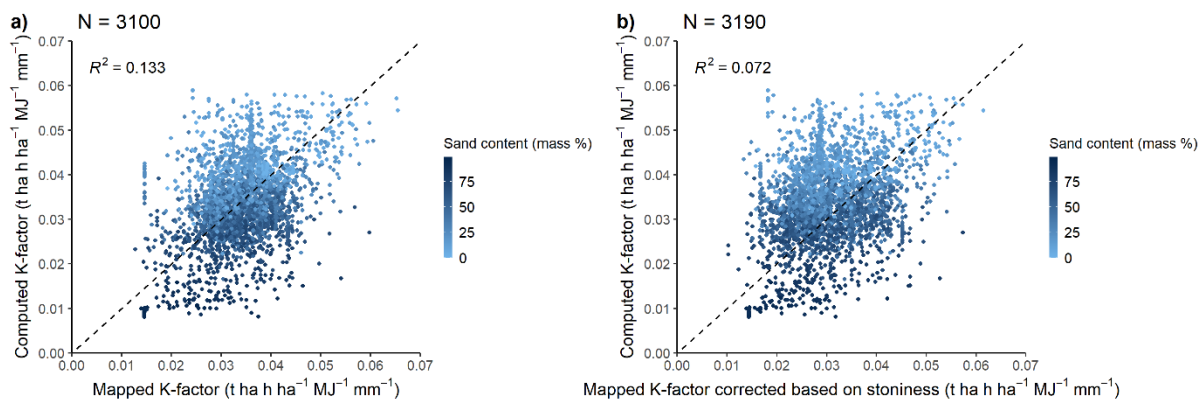 a) N = 3100
Computed K-factor (t ha h ha⁻¹ MJ⁻¹ mm⁻¹)
0.07
0.06
0.05
0.04
0.03
0.02
0.01
0.00
R² = 0.133
0.00 0.01 0.02 0.03 0.04 0.05 0.06 0.07
Mapped K-factor (t ha h ha⁻¹ MJ⁻¹ mm⁻¹)
Sand content (mass %)
75
50
25
0
b) N = 3190
Computed K-factor (t ha h ha⁻¹ MJ⁻¹ mm⁻¹)
0.07
0.06
0.05
0.04
0.03
0.02
0.01
0.00
R² = 0.072
0.00 0.01 0.02 0.03 0.04 0.05 0.06 0.07
Mapped K-factor corrected based on stoniness (t ha h ha⁻¹ MJ⁻¹ mm⁻¹)
Sand content (mass %)
75
50
25
0